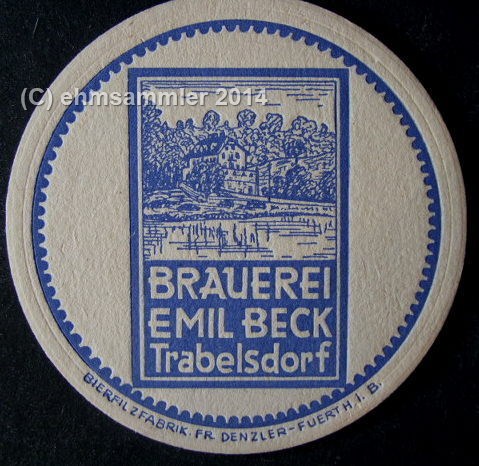 (C) ehmsammler 2014
BRAUEREI
EMIL BECK
Trabelsdorf
BIERFILZFABRIK. FR. DENZLER-FUERTH I. B.